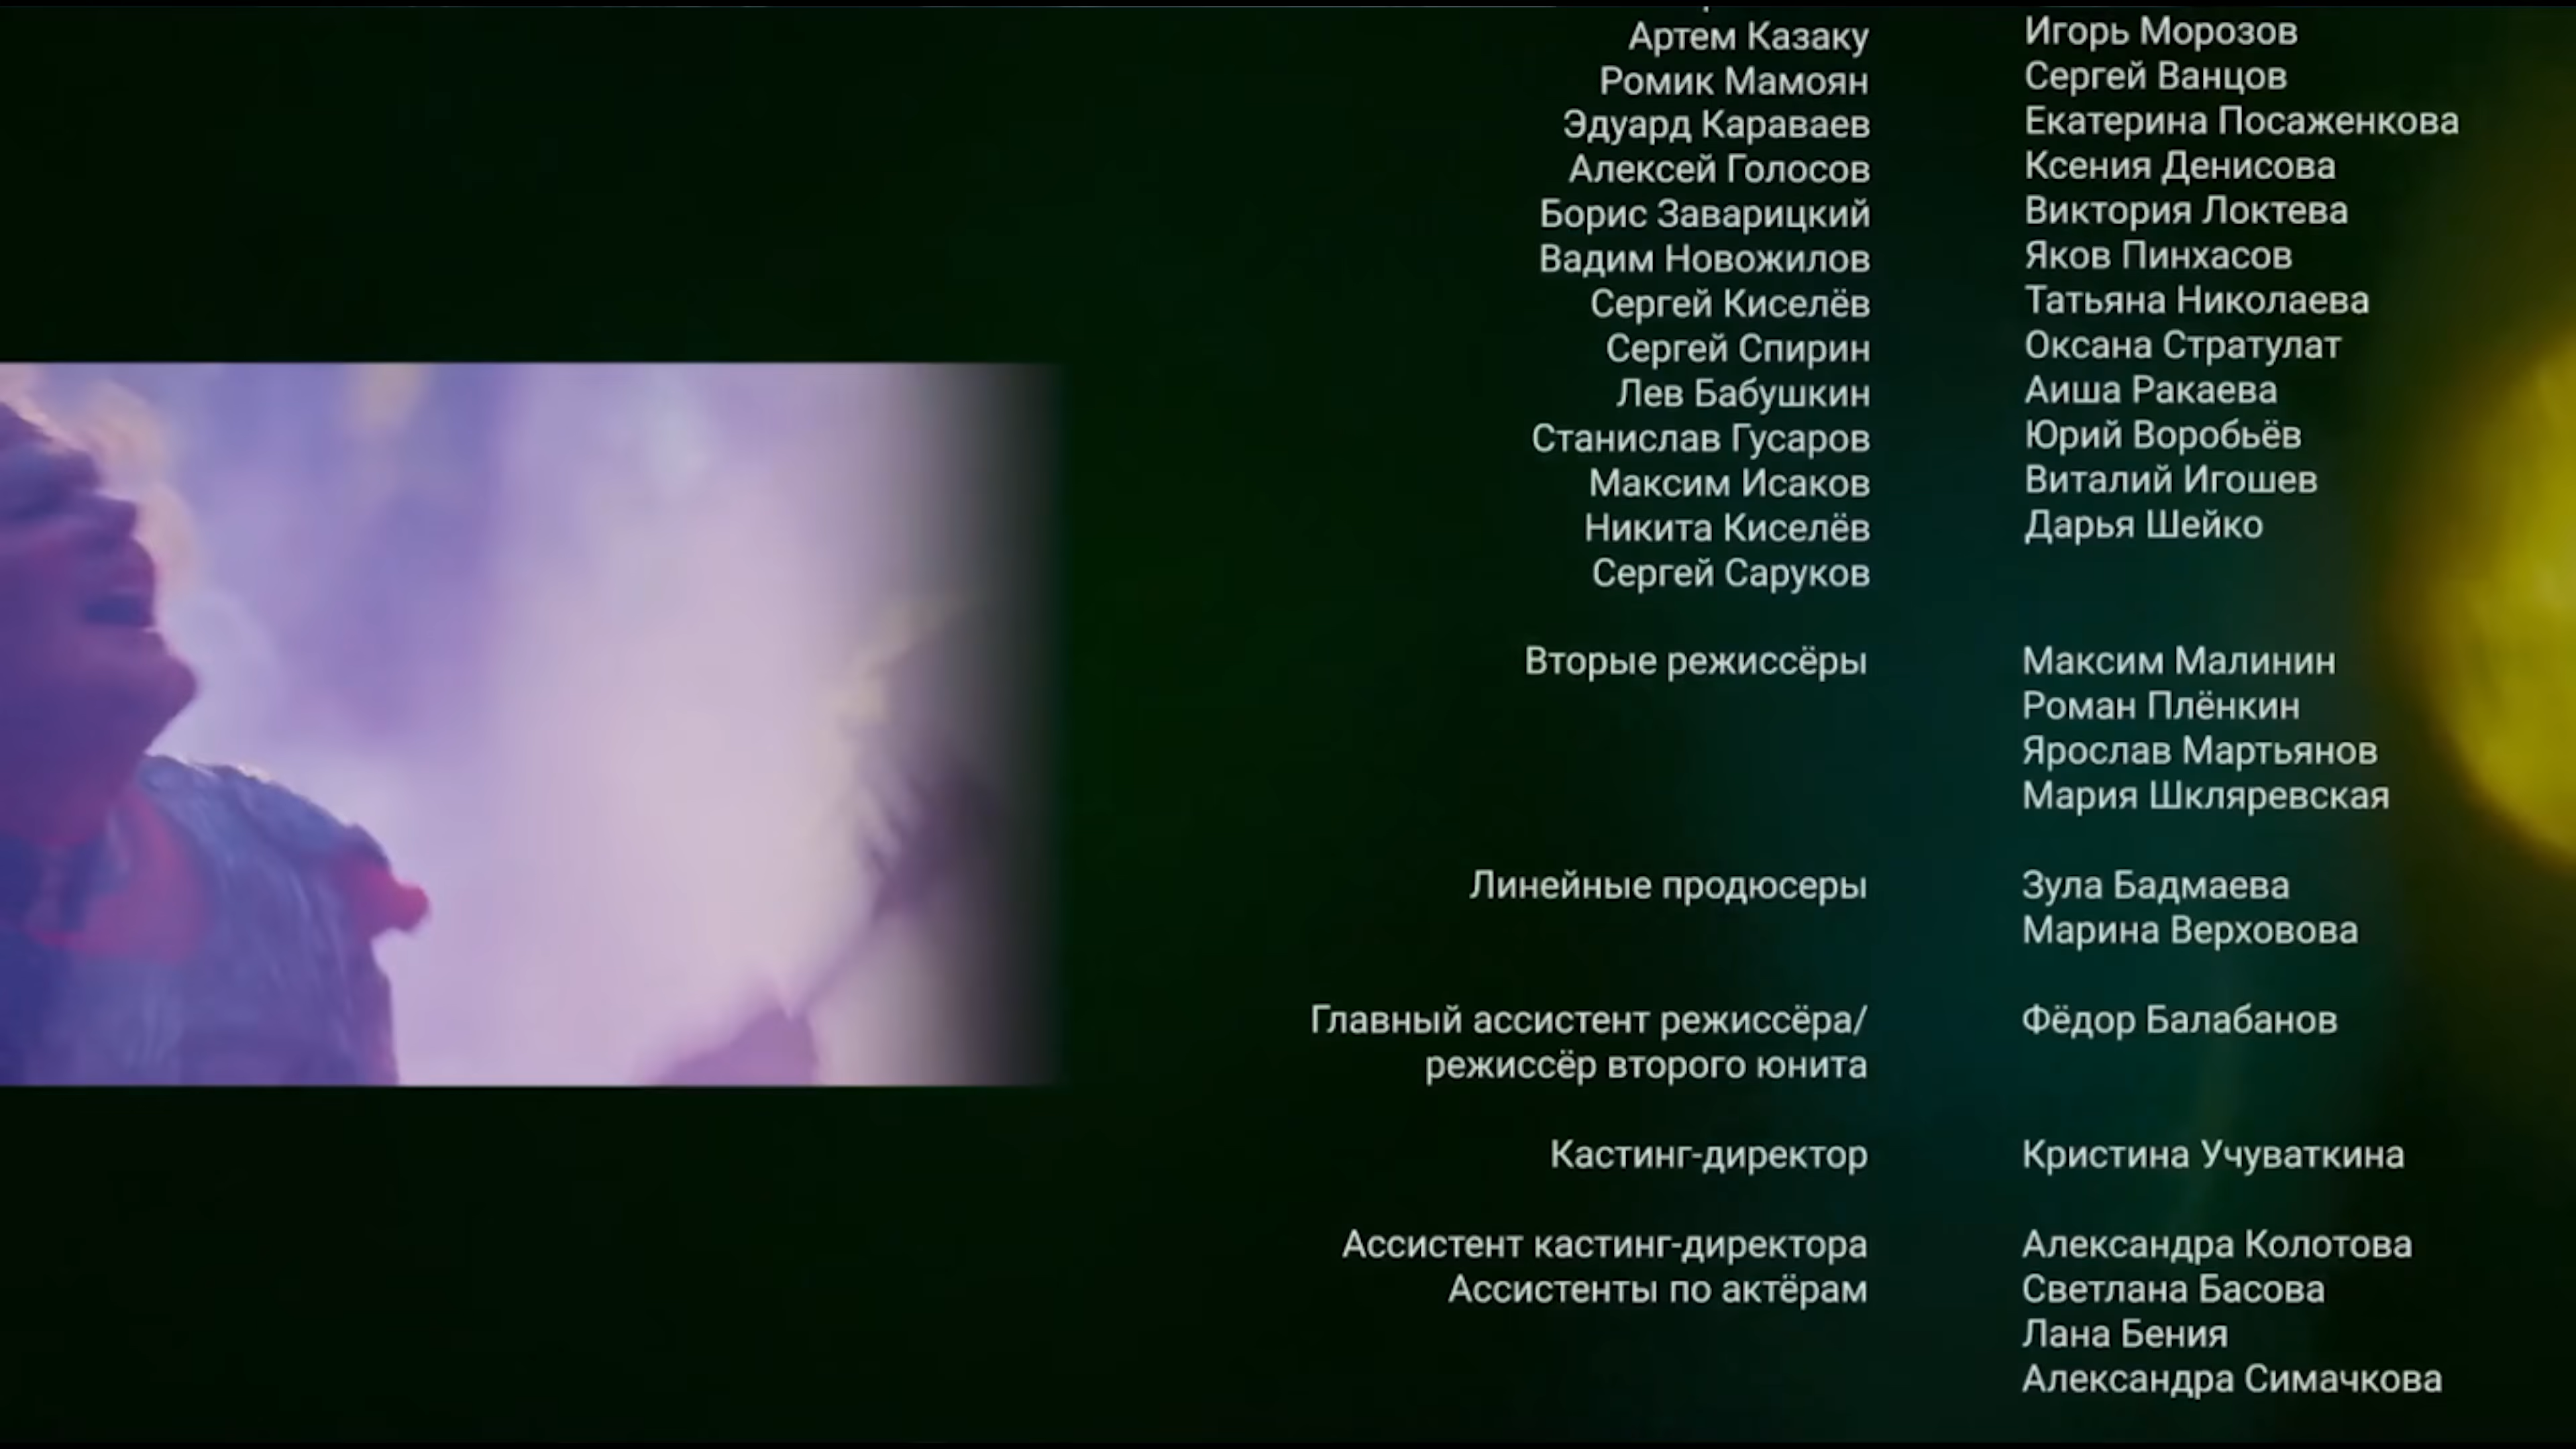 Артем Казаку
Игорь Морозов
Ромик Мамоян
Сергей Ванцов
Эдуард Караваев
Екатерина Посаженкова
Алексей Голосов
Ксения Денисова
Борис Заварицкий
Виктория Локтева
Вадим Новожилов
Яков Пинхасов
Сергей Киселёв
Татьяна Николаева
Сергей Спирин
Оксана Стратулат
Лев Бабушкин
Аиша Ракаева
Станислав Гусаров
Юрий Воробьёв
Максим Исаков
Виталий Игошев
Никита Киселёв
Дарья Шейко
Сергей Саруков
Вторые режиссёры
Максим Малинин
Роман Плёнкин
Ярослав Мартьянов
Мария Шкляревская
Линейные продюсеры
Зула Бадмаева
Марина Верховова
Главный ассистент режиссёра/
режиссёр второго юнита
Фёдор Балабанов
Кастинг-директор
Кристина Учуваткина
Ассистент кастинг-директора
Александра Колотова
Ассистенты по актёрам
Светлана Басова
Лана Бения
Александра Симачкова